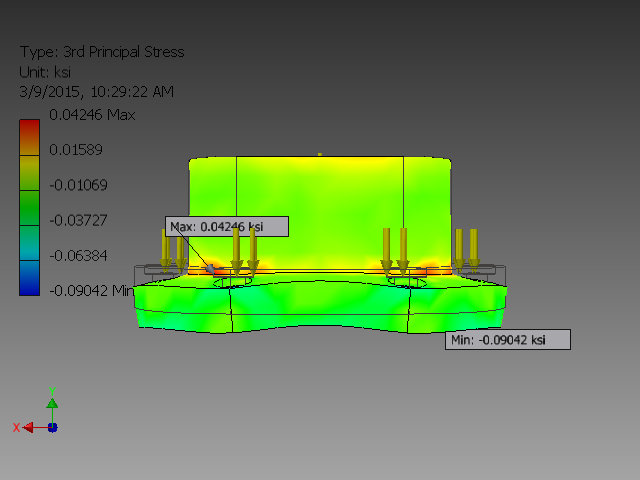 Type: 3rd Principal Stress
Unit: ksi
3/9/2015, 10:29:22 AM
0.04246 Max
0.01589
-0.01069
-0.03727
-0.06384
-0.09042 Min
Max: 0.04246 ksi
Min: -0.09042 ksi
Y
X